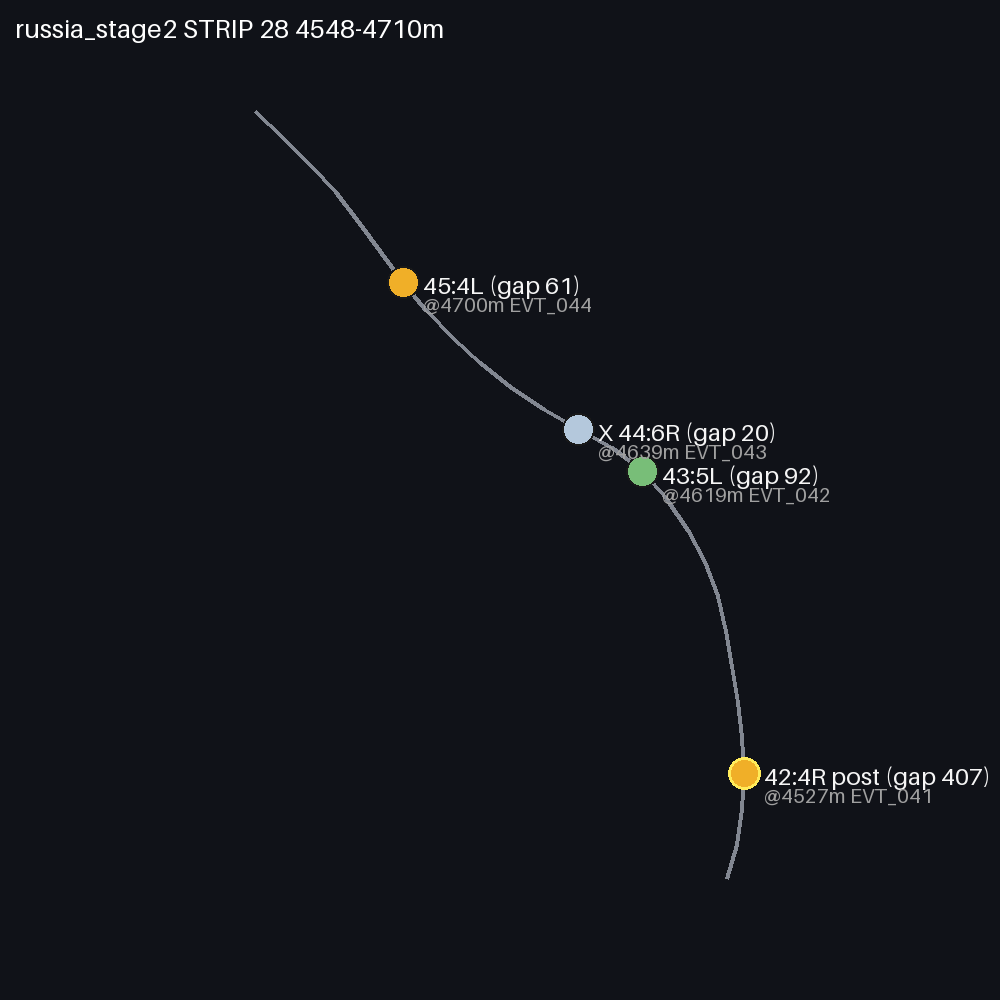 russia_stage2 STRIP 28 4548-4710m
45:4L (gap 61)
@4700m EVT_044
X 44:6R (gap 20)
@4639m EVT_043
43:5L (gap 92)
@4619m EVT_042
42:4R post (gap 407)
@4527m EVT_041